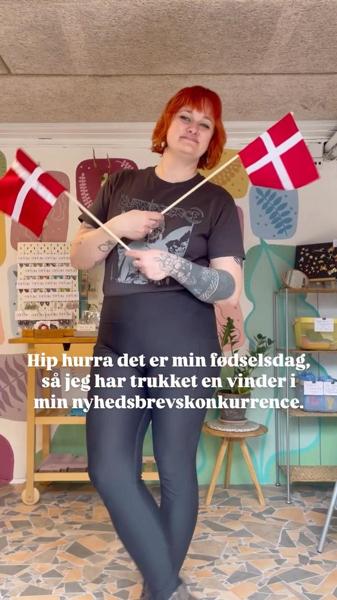 Hip hurra det er min fødselsdag,
så jeg har trukket en vinder i
min nyhedsbrevskonkurrence.